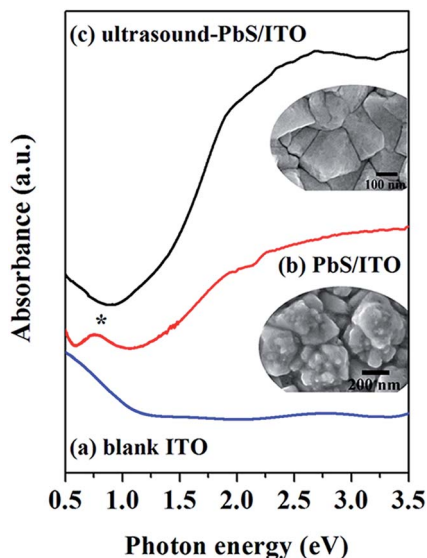 (c) ultrasound-PbS/ITO
100 nm
*
(b) PbS/ITO
200 nm
(a) blank ITO
Absorbance (a.u.)
0.5 1.0 1.5 2.0 2.5 3.0 3.5
Photon energy (eV)